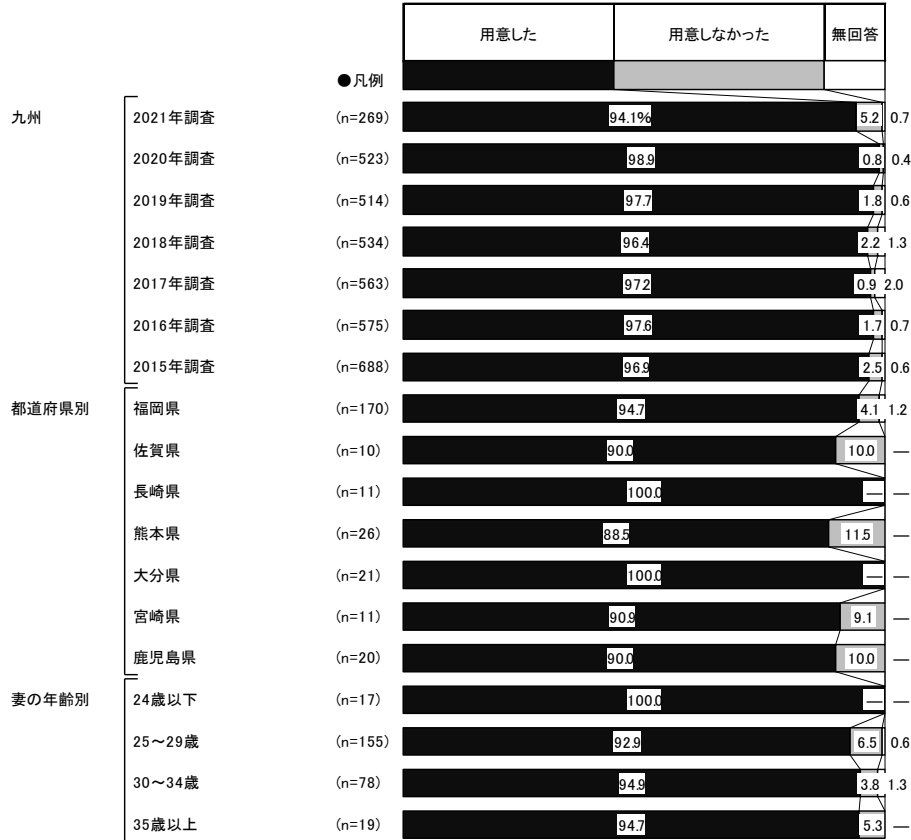 用意した 用意しなかった 無回答
●凡例
九州 2021年調査 (n=269) 94.1% 5.2 0.7
2020年調査 (n=523) 98.9 0.8 0.4
2019年調査 (n=514) 97.7 1.8 0.6
2018年調査 (n=534) 96.4 2.2 1.3
2017年調査 (n=563) 97.2 0.9 2.0
2016年調査 (n=575) 97.6 1.7 0.7
2015年調査 (n=688) 96.9 2.5 0.6
都道府県別 福岡県 (n=170) 94.7 4.1 1.2
佐賀県 (n=10) 90.0 10.0 —
長崎県 (n=11) 100.0 — —
熊本県 (n=26) 88.5 11.5 —
大分県 (n=21) 100.0 — —
宮崎県 (n=11) 90.9 9.1 —
鹿児島県 (n=20) 90.0 10.0 —
妻の年齢別 24歳以下 (n=17) 100.0 — —
25～29歳 (n=155) 92.9 6.5 0.6
30～34歳 (n=78) 94.9 3.8 1.3
35歳以上 (n=19) 94.7 5.3 —